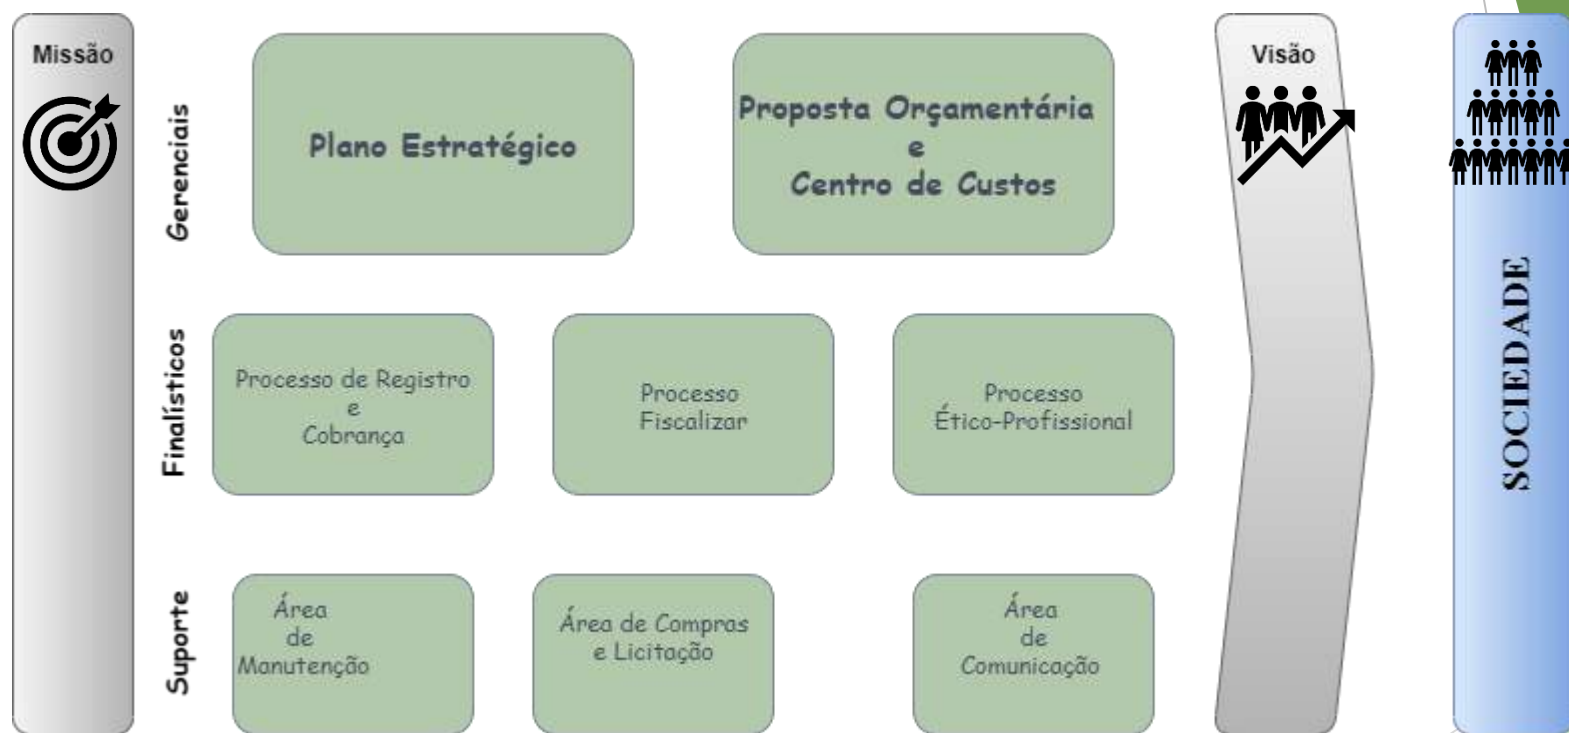 Missão
Gerenciais
Plano Estratégico
Proposta Orçamentária
e
Centro de Custos
Finalísticos
Processo de Registro
e
Cobrança
Processo
Fiscalizar
Processo
Ético-Profissional
Suporte
Área
de
Manutenção
Área de Compras
e Licitação
Área
de
Comunicação
Visão
SOCIEDADE